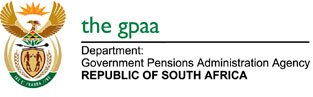 the gpaa
Department:
Government Pensions Administration Agency
REPUBLIC OF SOUTH AFRICA